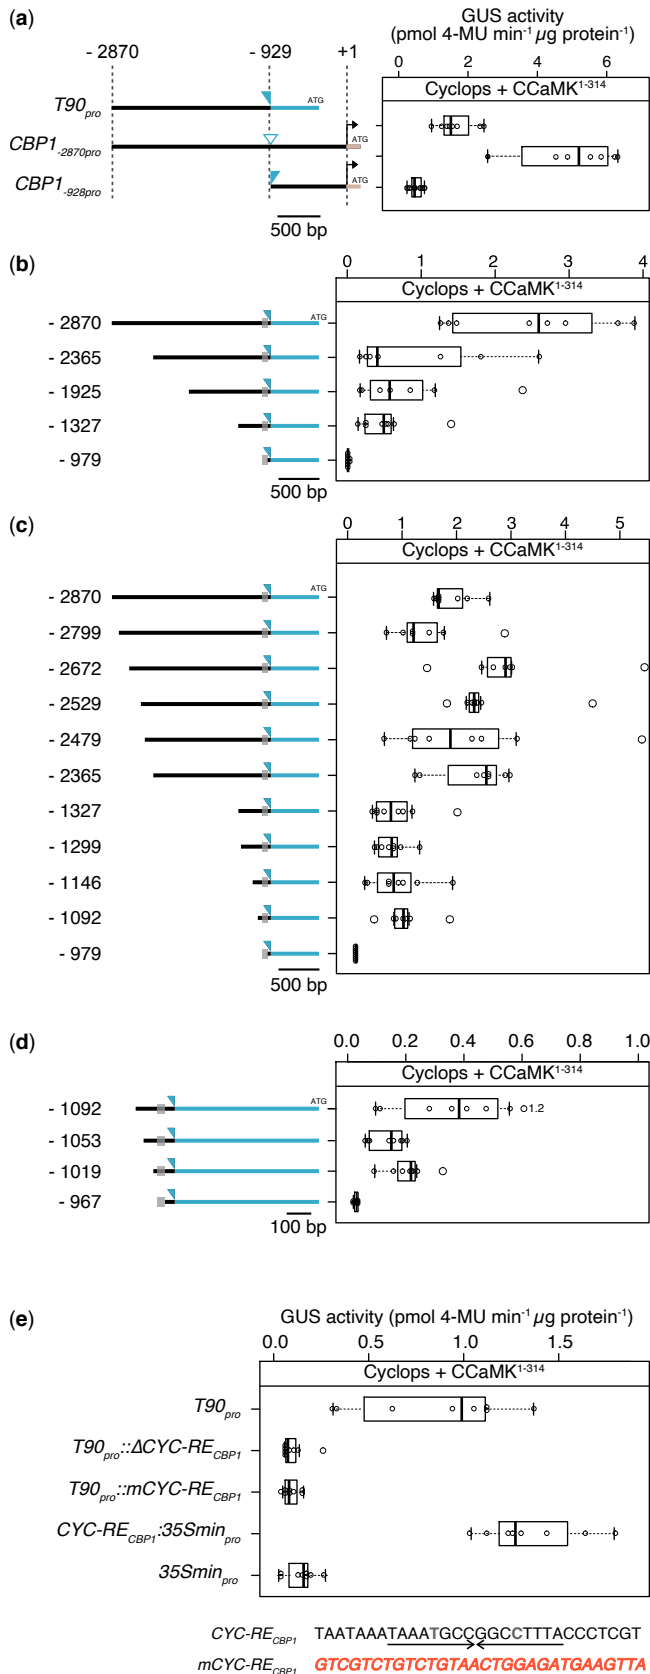 (a)
GUS activity
(pmol 4-MU min-1 μg protein-1)
- 2870
- 929
+1
0 2 4 6
Cyclops + CCaMK1-314
T90pro
ATG
CBP1-2870pro
ATG
CBP1-928pro
ATG
500 bp
(b)
0 1 2 3 4
Cyclops + CCaMK1-314
- 2870
ATG
- 2365
- 1925
- 1327
- 979
500 bp
(c)
0 1 2 3 4 5
Cyclops + CCaMK1-314
- 2870
ATG
- 2799
- 2672
- 2529
- 2479
- 2365
- 1327
- 1299
- 1146
- 1092
- 979
500 bp
(d)
0.0 0.2 0.4 0.6 0.8 1.0
Cyclops + CCaMK1-314
- 1092
ATG
1.2
- 1053
- 1019
- 967
100 bp
(e)
GUS activity (pmol 4-MU min-1 μg protein-1)
0.0 0.5 1.0 1.5
Cyclops + CCaMK1-314
T90pro
T90pro::ΔCYC-RECBP1
T90pro::mCYC-RECBP1
CYC-RECBP1:35Sminpro
35Sminpro
CYC-RECBP1 TAATAAATAAATGCCGGCCTTTACCCTCGT
mCYC-RECBP1 GTCGTCTGTCTGTAACTGGAGATGAAGTTA